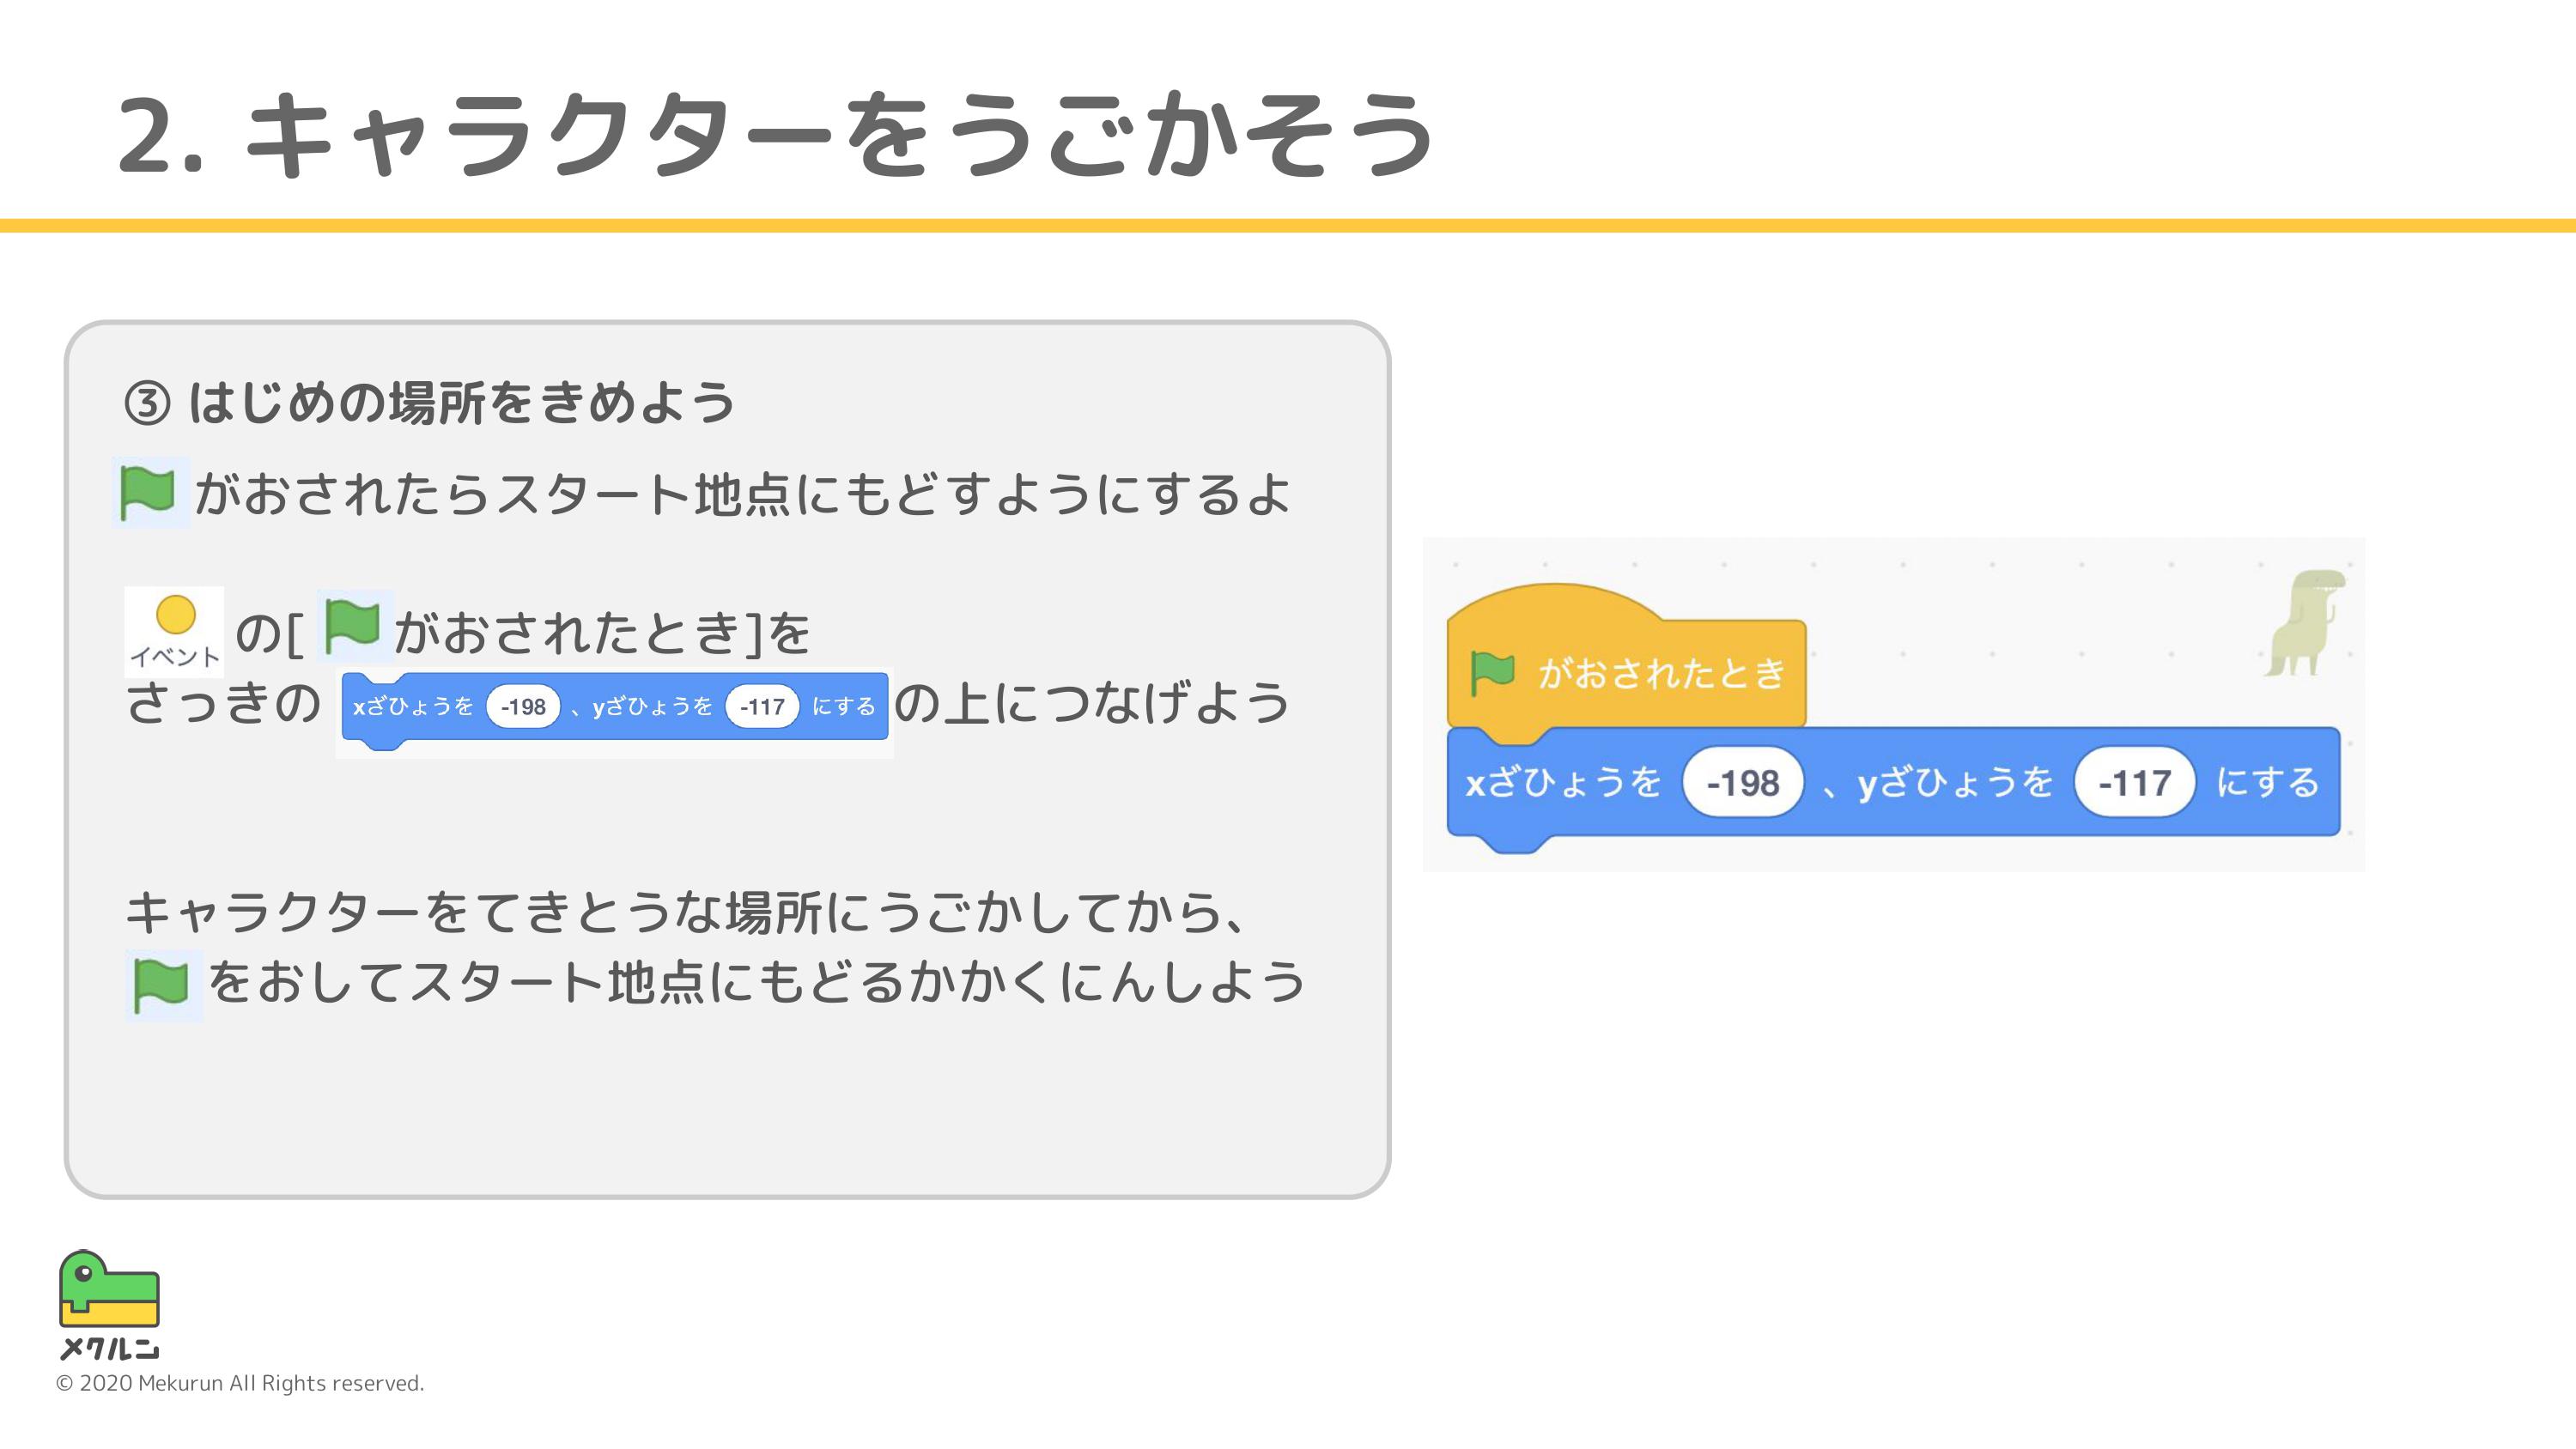 2. キャラクターをうごかそう
③ はじめの場所をきめよう
がおされたらスタート地点にもどすようにするよ
イベント の[ がおされたとき]を
さっきの xざひょうを -198 、yざひょうを -117 にする の上につなげよう
キャラクターをてきとうな場所にうごかしてから、
をおしてスタート地点にもどるかかくにんしよう
がおされたとき
xざひょうを -198 、yざひょうを -117 にする
メクルン
© 2020 Mekurun All Rights reserved.